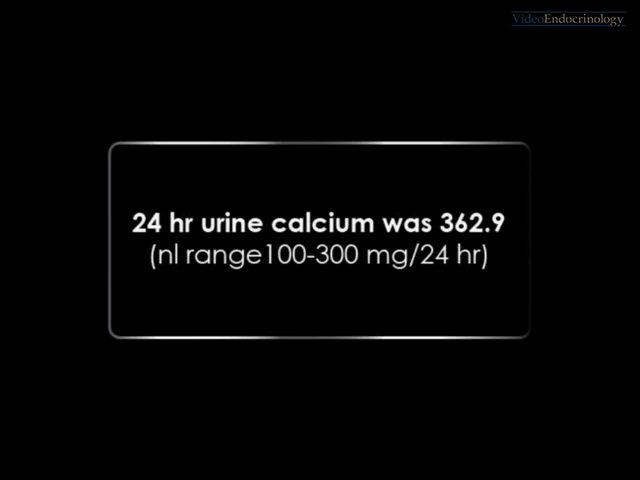 VideoEndocrinology
24 hr urine calcium was 362.9
(nl range100-300 mg/24 hr)